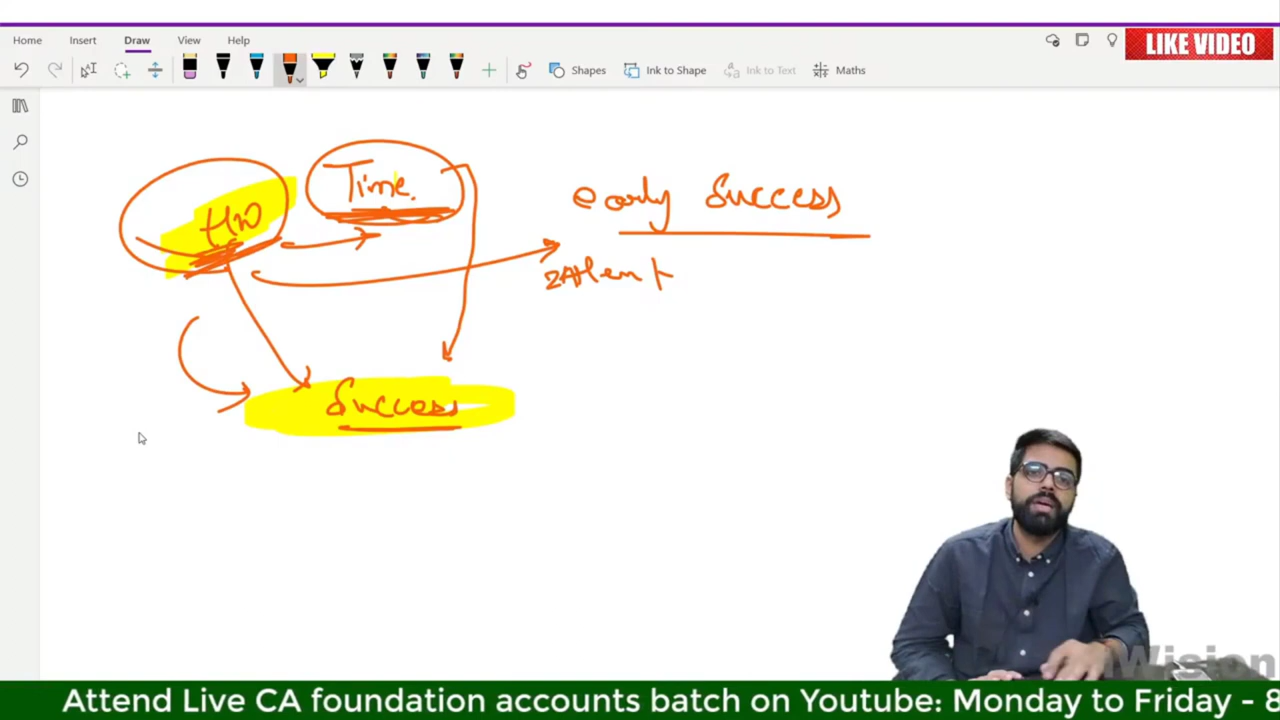 Home Insert Draw View Help
LIKE VIDEO
Shapes Ink to Shape Ink to Text Maths
Time.
HW
early Success
Success
Wision
Attend Live CA foundation accounts batch on Youtube: Monday to Friday - 8